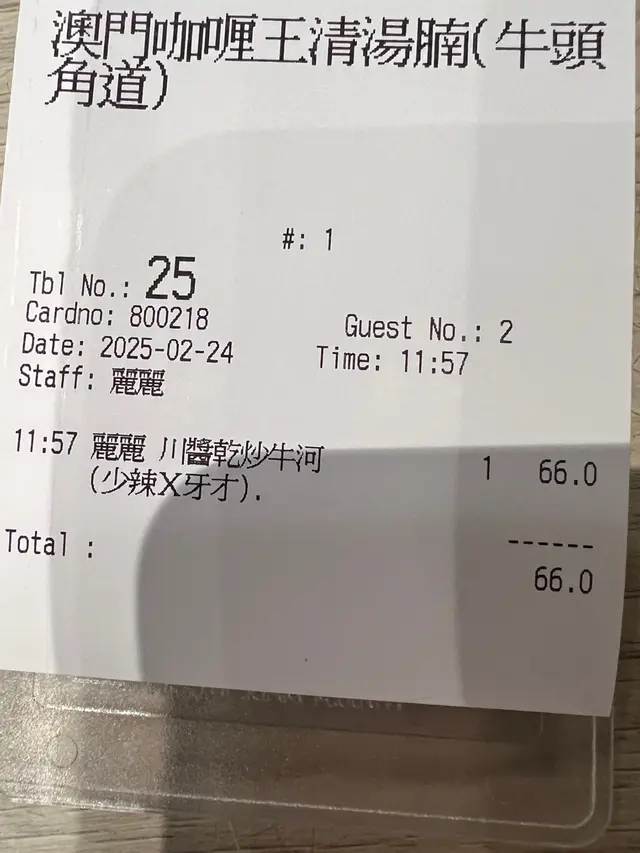 澳門咖喱王清湯腩(牛頭
角道)
#: 1
Tbl No.: 25
Cardno: 800218 Guest No.: 2
Date: 2025-02-24 Time: 11:57
Staff: 麗麗
11:57 麗麗 川醬乾炒牛河 1 66.0
(少辣X牙才).
Total : ------
66.0